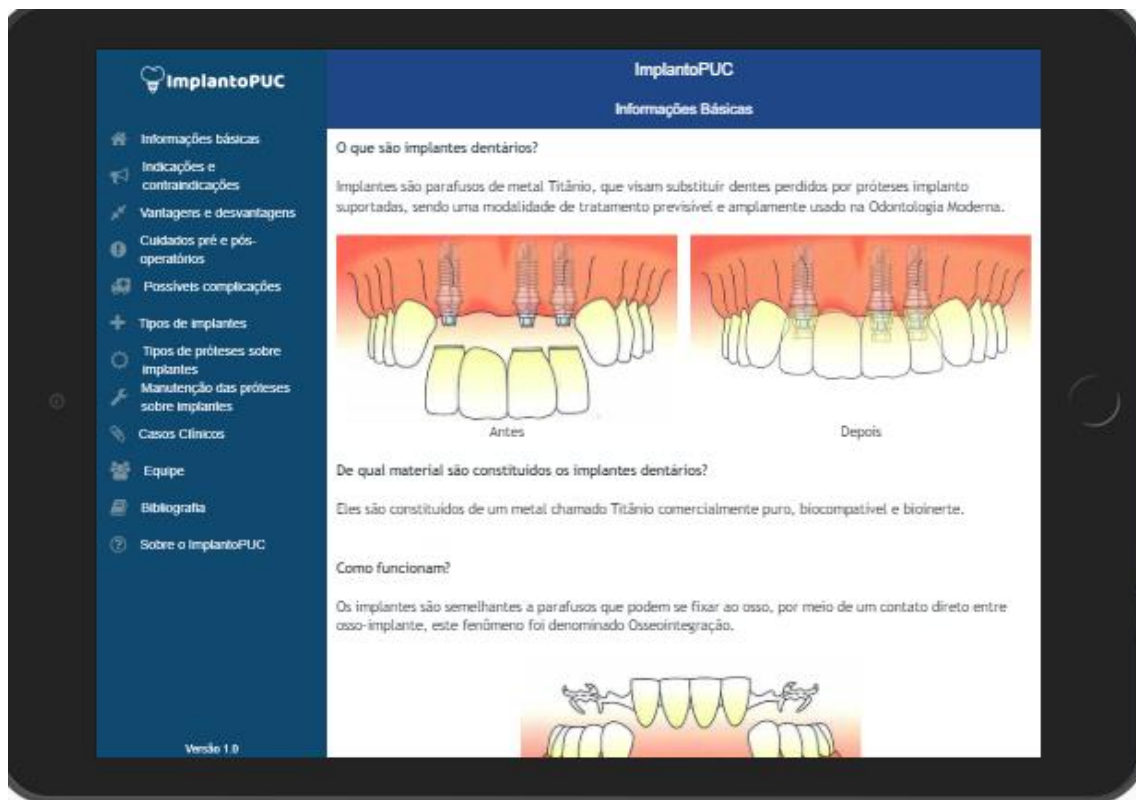 ImplantoPUC
Informações básicas
Indicações e
contraindicações
Vantagens e desvantagens
Cuidados pré e pós-
operatórios
Possíveis complicações
Tipos de implantes
Tipos de próteses sobre
implantes
Manutenção das próteses
sobre implantes
Casos Clínicos
Equipe
Bibliografia
Sobre o ImplantoPUC
Versão 1.0
ImplantoPUC
Informações Básicas
O que são implantes dentários?
Implantes são parafusos de metal Titânio, que visam substituir dentes perdidos por próteses implanto
suportadas, sendo uma modalidade de tratamento previsível e amplamente usado na Odontologia Moderna.
Antes
Depois
De qual material são constituídos os implantes dentários?
Eles são constituídos de um metal chamado Titânio comercialmente puro, biocompatível e bioinerte.
Como funcionam?
Os implantes são semelhantes a parafusos que podem se fixar ao osso, por meio de um contato direto entre
osso-implante, este fenômeno foi denominado Osseointegração.